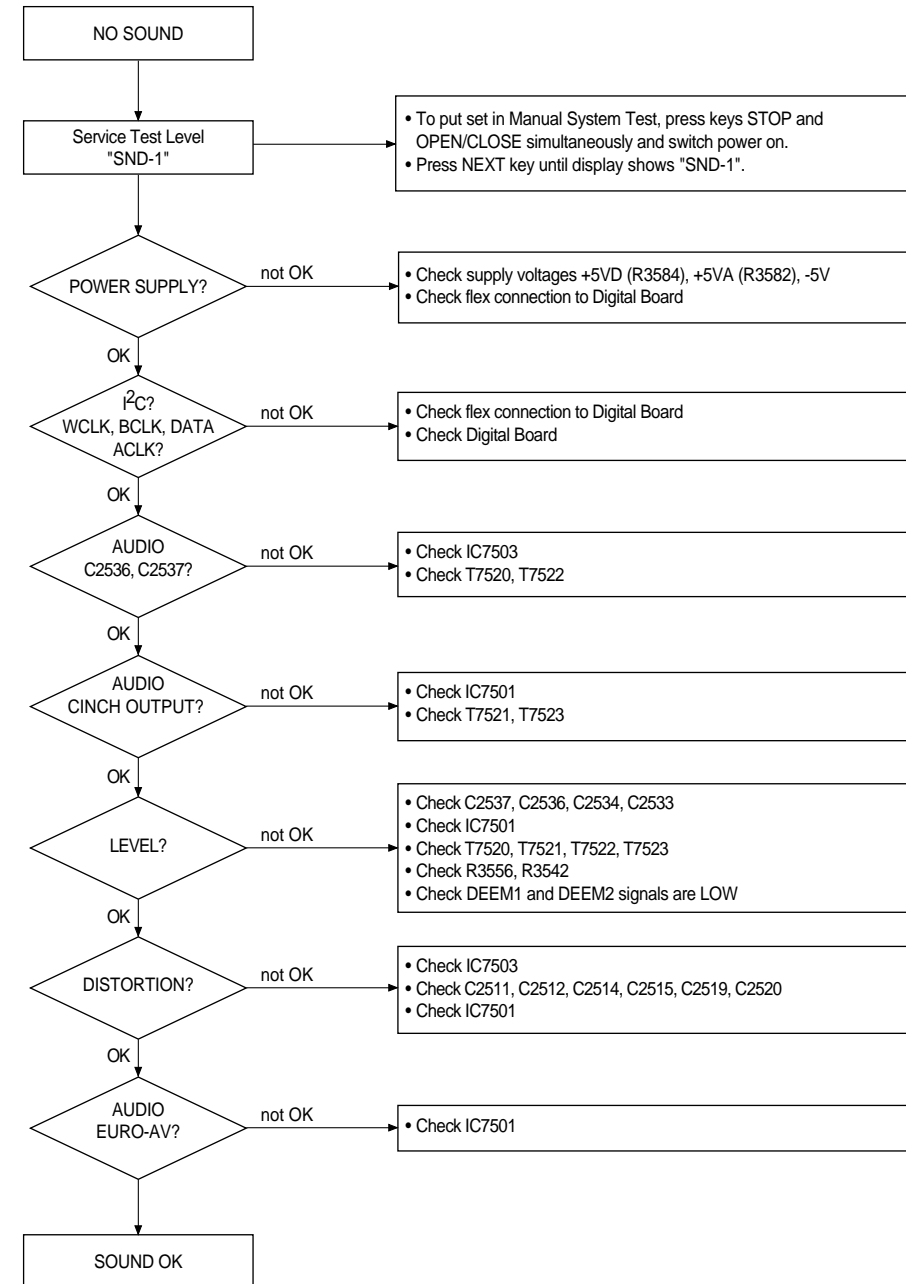 NO SOUND
Service Test Level
"SND-1"
• To put set in Manual System Test, press keys STOP and
OPEN/CLOSE simultaneously and switch power on.
• Press NEXT key until display shows "SND-1".
POWER SUPPLY?
not OK
• Check supply voltages +5VD (R3584), +5VA (R3582), -5V
• Check flex connection to Digital Board
OK
I²C?
WCLK, BCLK, DATA
ACLK?
not OK
• Check flex connection to Digital Board
• Check Digital Board
OK
AUDIO
C2536, C2537?
not OK
• Check IC7503
• Check T7520, T7522
OK
AUDIO
CINCH OUTPUT?
not OK
• Check IC7501
• Check T7521, T7523
OK
LEVEL?
not OK
• Check C2537, C2536, C2534, C2533
• Check IC7501
• Check T7520, T7521, T7522, T7523
• Check R3556, R3542
• Check DEEM1 and DEEM2 signals are LOW
OK
DISTORTION?
not OK
• Check IC7503
• Check C2511, C2512, C2514, C2515, C2519, C2520
• Check IC7501
OK
AUDIO
EURO-AV?
not OK
• Check IC7501
SOUND OK